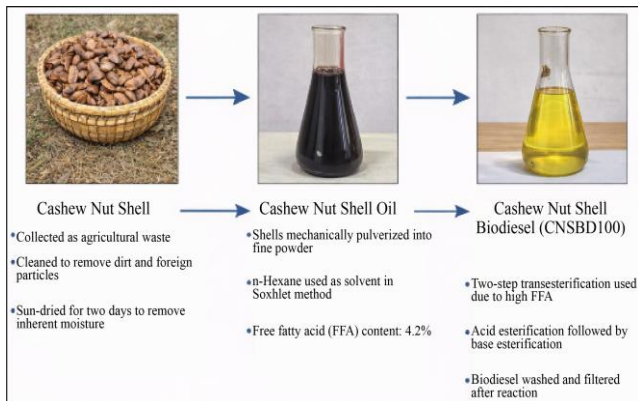 Cashew Nut Shell
•Collected as agricultural waste
•Cleaned to remove dirt and foreign
particles
•Sun-dried for two days to remove
inherent moisture
Cashew Nut Shell Oil
•Shells mechanically pulverized into
fine powder
•n-Hexane used as solvent in
Soxhlet method
•Free fatty acid (FFA) content: 4.2%
Cashew Nut Shell
Biodiesel (CNSBD100)
•Two-step transesterification used
due to high FFA
•Acid esterification followed by
base esterification
•Biodiesel washed and filtered
after reaction